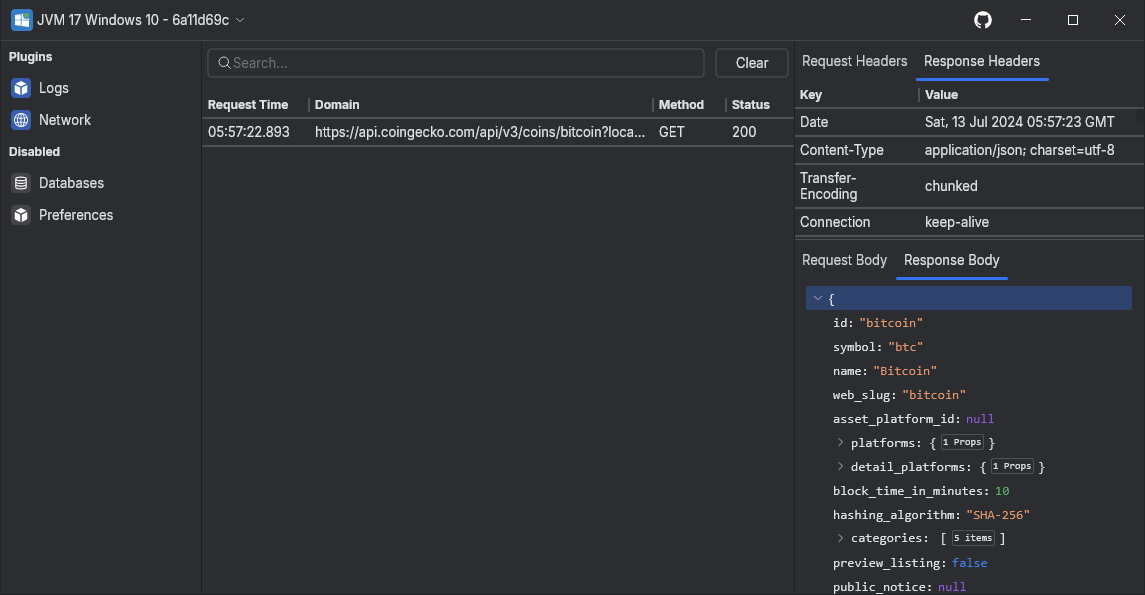 JVM 17 Windows 10 - 6a11d69c
Plugins
Logs
Network
Disabled
Databases
Preferences
Search...
Clear
Request Time Domain Method Status
05:57:22.893 https://api.coingecko.com/api/v3/coins/bitcoin?loca... GET 200
Request Headers Response Headers
Key Value
Date Sat, 13 Jul 2024 05:57:23 GMT
Content-Type application/json; charset=utf-8
Transfer-
Encoding chunked
Connection keep-alive
Request Body Response Body
{
id: "bitcoin"
symbol: "btc"
name: "Bitcoin"
web_slug: "bitcoin"
asset_platform_id: null
platforms: { 1 Props }
detail_platforms: { 1 Props }
block_time_in_minutes: 10
hashing_algorithm: "SHA-256"
categories: [ 5 items ]
preview_listing: false
public_notice: null